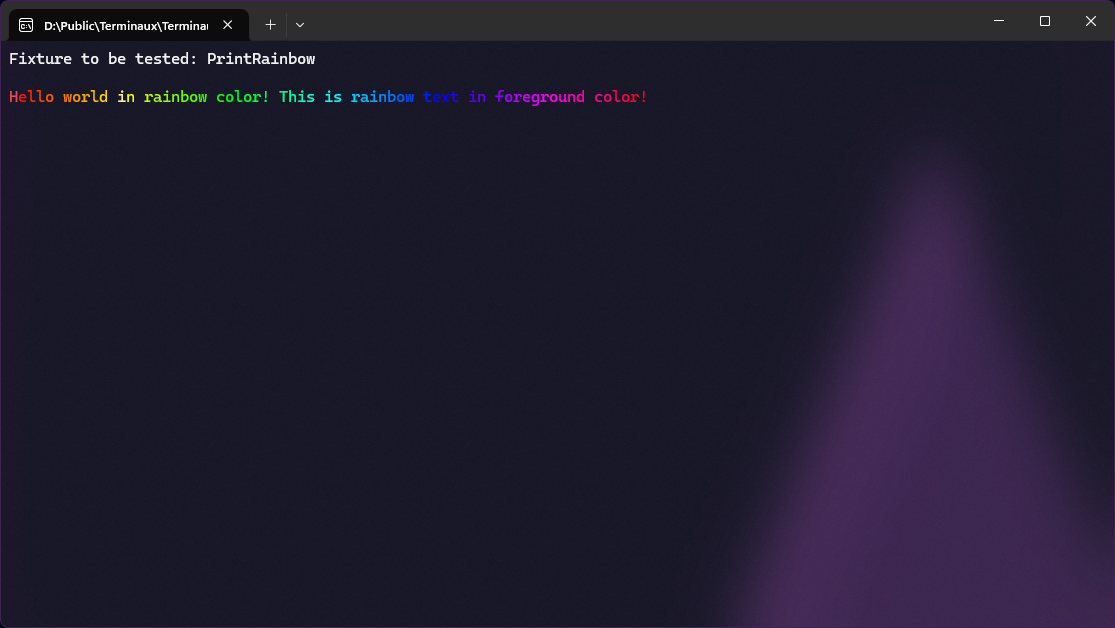 D:\Public\Terminaux\Terminau
Fixture to be tested: PrintRainbow
Hello world in rainbow color! This is rainbow text in foreground color!